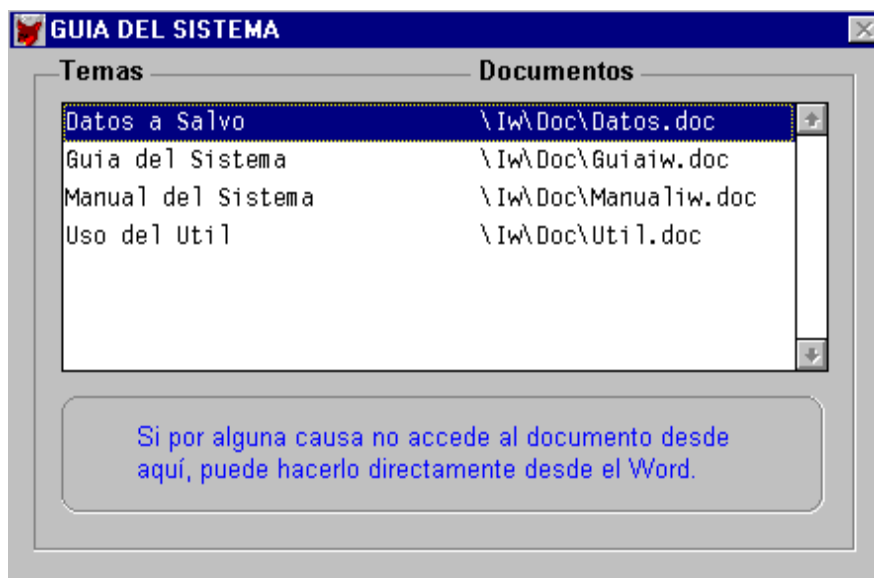 GUIA DEL SISTEMA
Temas Documentos
Datos a Salvo \Iw\Doc\Datos.doc
Guia del Sistema \Iw\Doc\Guiaiw.doc
Manual del Sistema \Iw\Doc\Manualiw.doc
Uso del Util \Iw\Doc\Util.doc
Si por alguna causa no accede al documento desde
aquí, puede hacerlo directamente desde el Word.